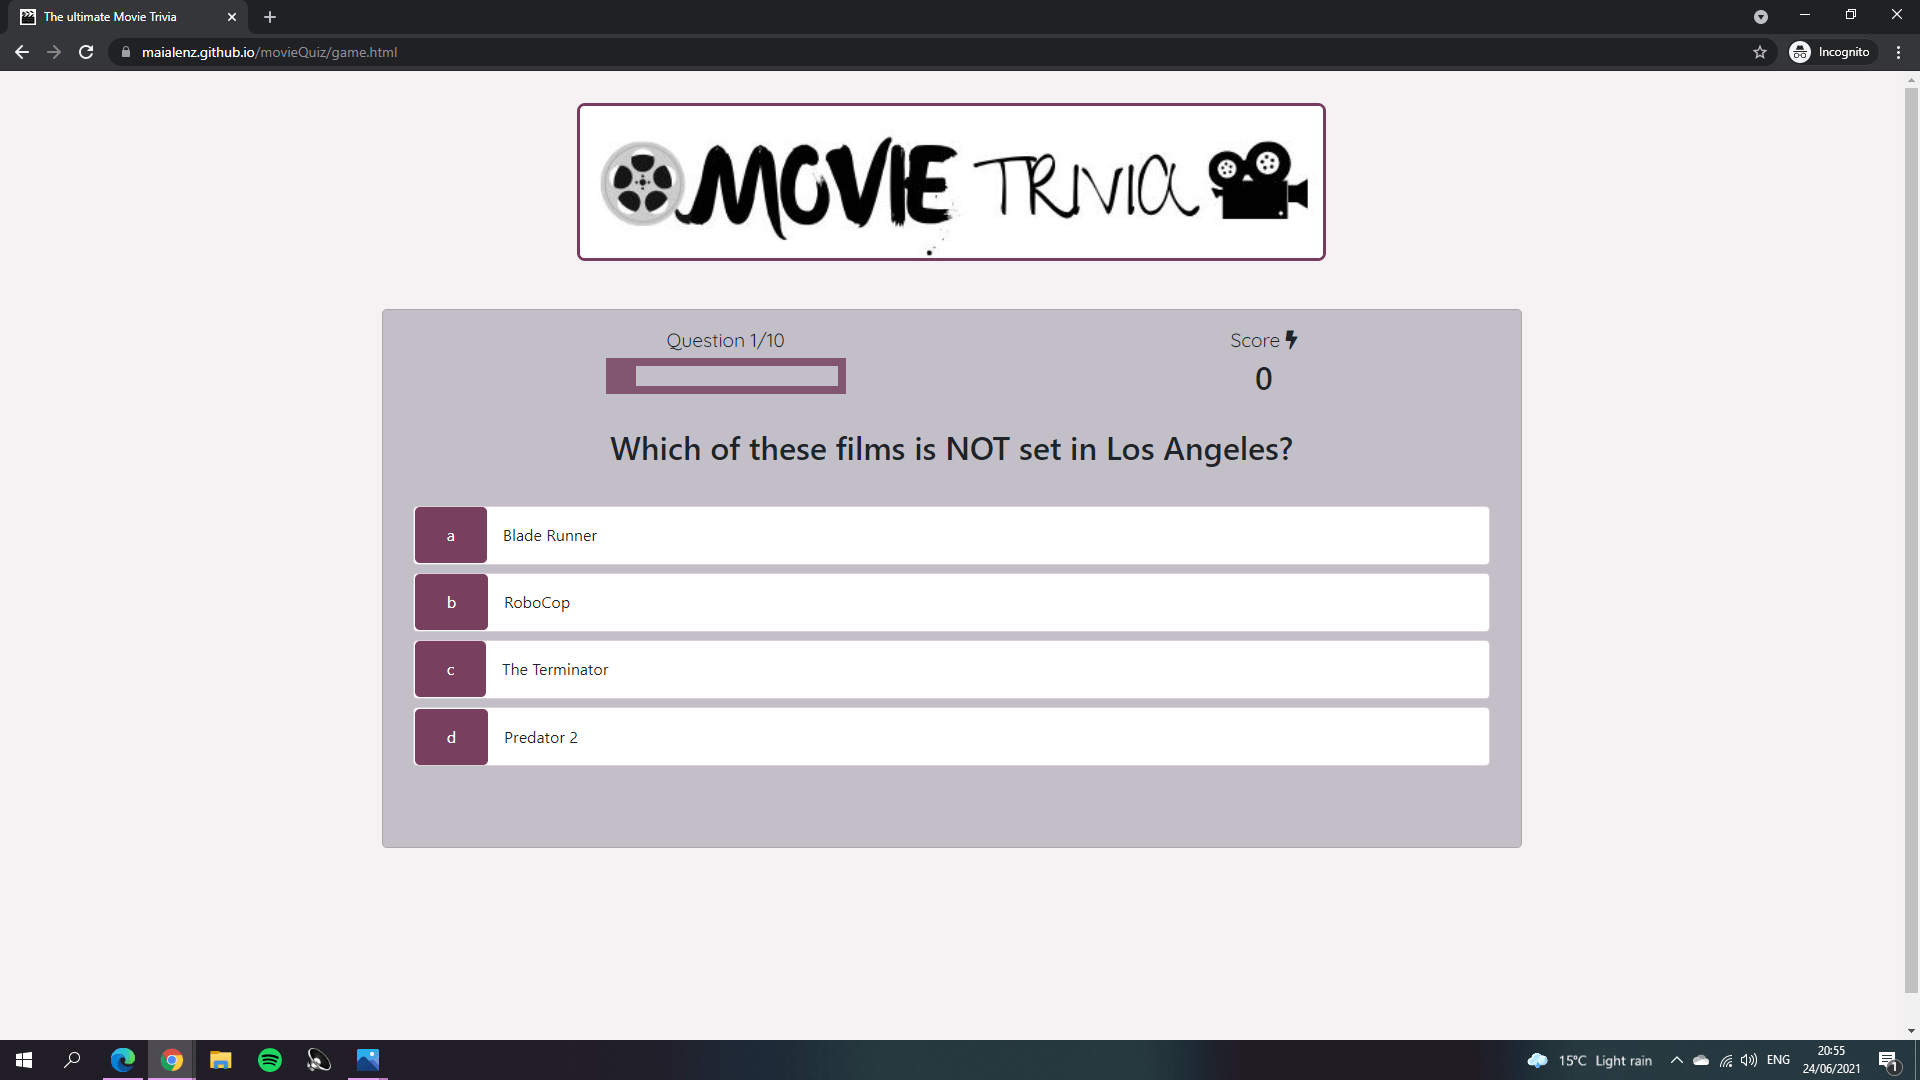 The ultimate Movie Trivia
maialenz.github.io/movieQuiz/game.html
Incognito
MOVIE TRIVIA
Question 1/10
Score
0
Which of these films is NOT set in Los Angeles?
a Blade Runner
b RoboCop
c The Terminator
d Predator 2
15°C Light rain
ENG
20:55
24/06/2021
1